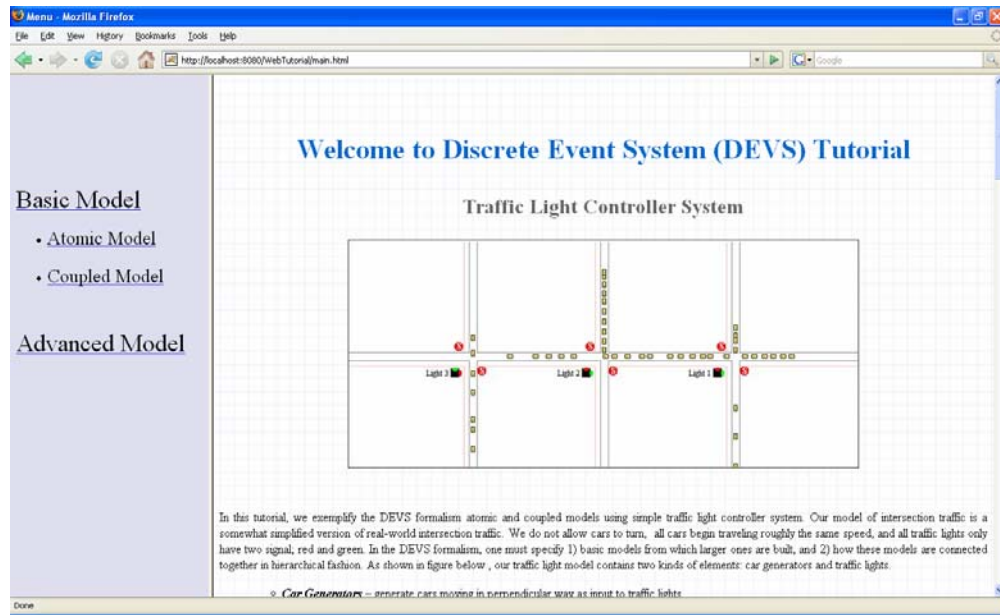 Menu - Mozilla Firefox
File Edit View History Bookmarks Tools Help
http://localhost:8080/WebTutorial/main.html
Google
Basic Model
• Atomic Model
• Coupled Model
Advanced Model
Welcome to Discrete Event System (DEVS) Tutorial
Traffic Light Controller System
S S S
Light 3 S Light 2 S Light 1 S
In this tutorial, we exemplify the DEVS formalism atomic and coupled models using simple traffic light controller system. Our model of intersection traffic is a
somewhat simplified version of real-world intersection traffic. We do not allow cars to turn, all cars begin traveling roughly the same speed, and all traffic lights only
have two signal, red and green. In the DEVS formalism, one must specify 1) basic models from which larger ones are built, and 2) how these models are connected
together in hierarchical fashion. As shown in figure below , our traffic light model contains two kinds of elements: car generators and traffic lights.
Car Generators – generate cars moving in perpendicular way as input to traffic lights
Done